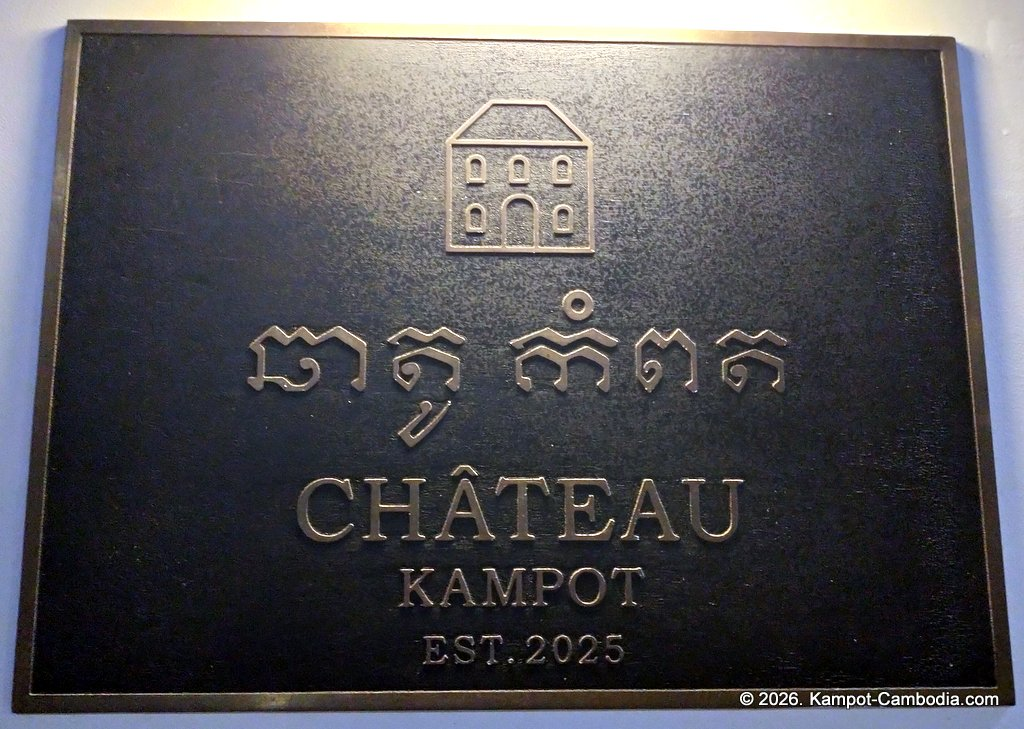 ឆាតូ កំពត
CHÂTEAU
KAMPOT
EST. 2025
© 2026. Kampot-Cambodia.com